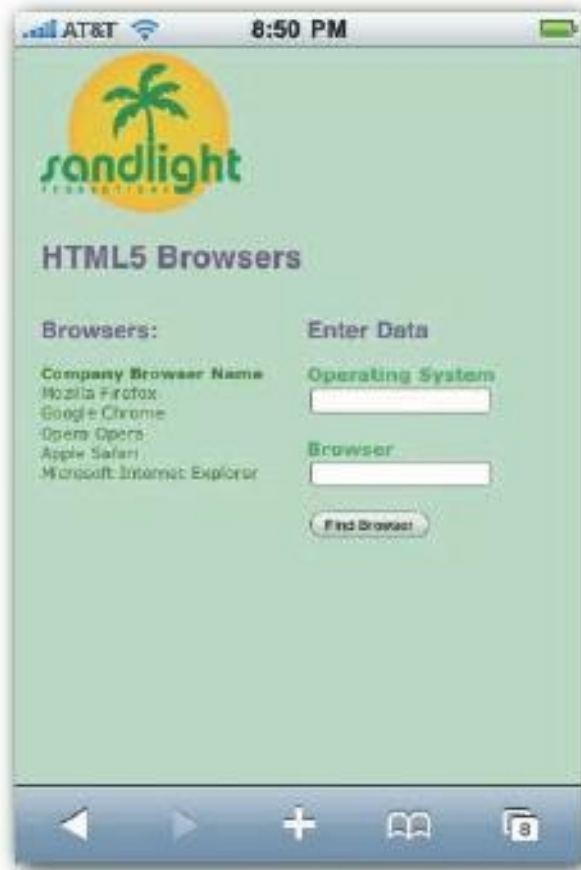 AT&T 8:50 PM
sandlight
PRODUCTIONS
HTML5 Browsers
Browsers:
Company Browser Name
Mozilla Firefox
Google Chrome
Opera Opera
Apple Safari
Microsoft Internet Explorer
Enter Data
Operating System
Browser
Find Browser
8